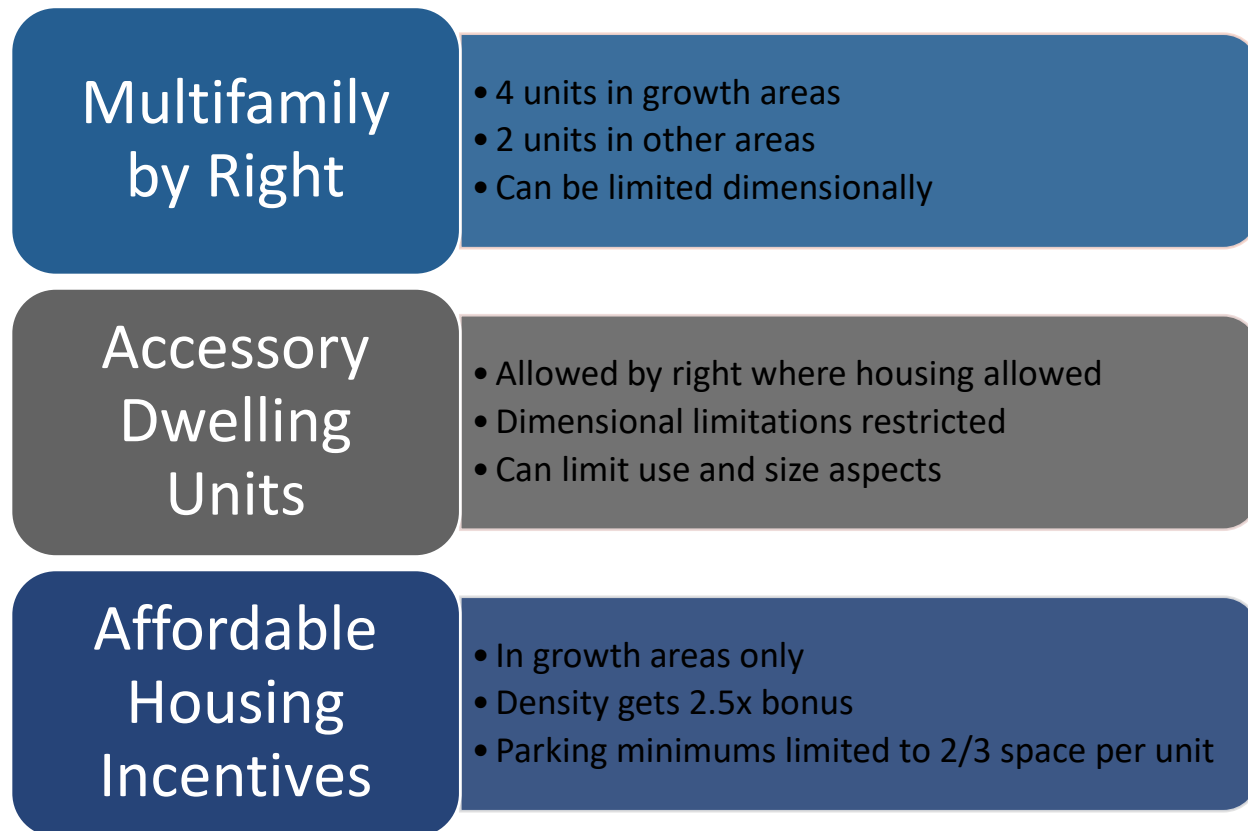 Multifamily
by Right
• 4 units in growth areas
• 2 units in other areas
• Can be limited dimensionally
Accessory
Dwelling
Units
• Allowed by right where housing allowed
• Dimensional limitations restricted
• Can limit use and size aspects
Affordable
Housing
Incentives
• In growth areas only
• Density gets 2.5x bonus
• Parking minimums limited to 2/3 space per unit